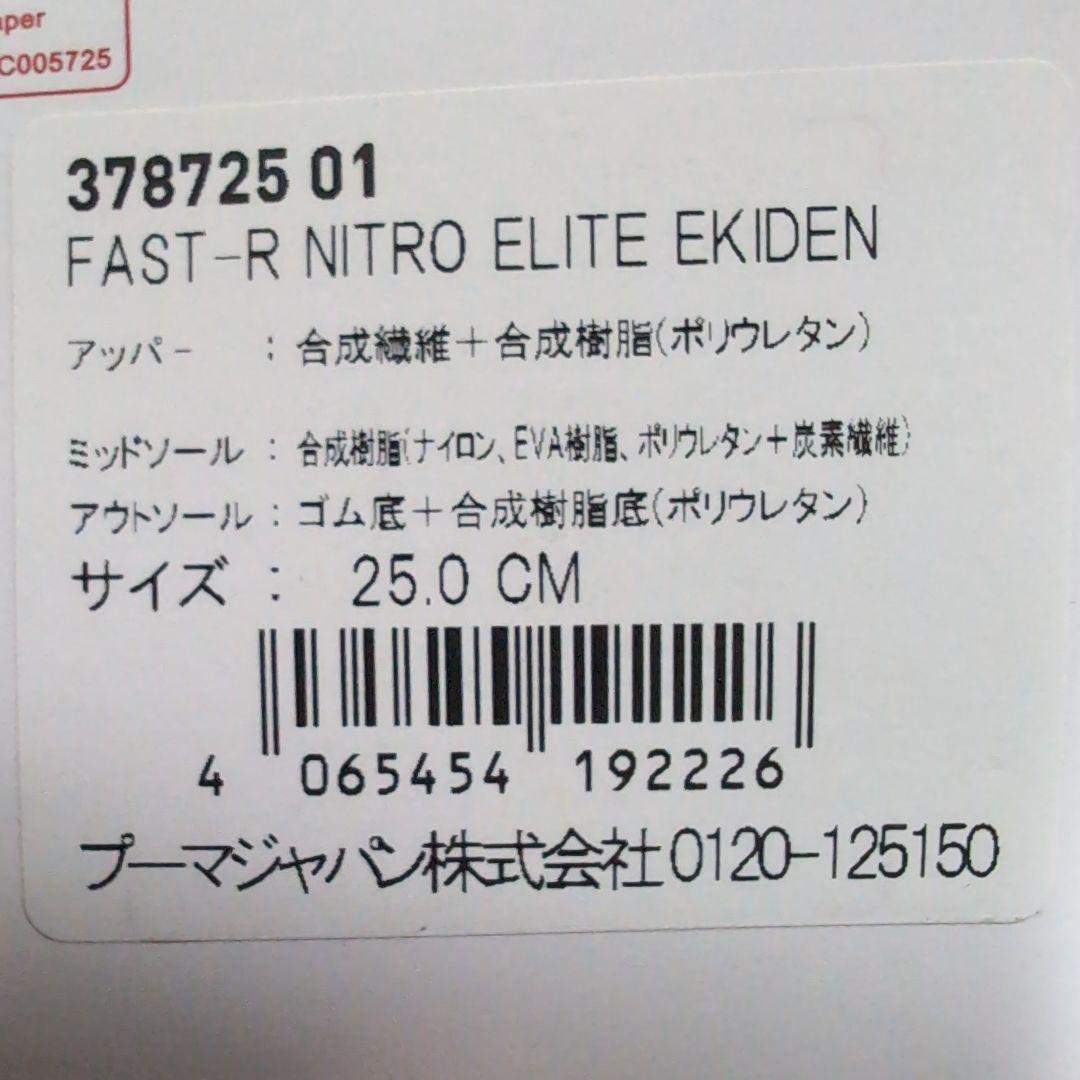 aper
C005725
378725 01
FAST-R NITRO ELITE EKIDEN
アッパー : 合成繊維+合成樹脂(ポリウレタン)
ミッドソール : 合成樹脂(ナイロン、EVA樹脂、ポリウレタン+炭素繊維)
アウトソール : ゴム底+合成樹脂底(ポリウレタン)
サイズ : 25.0 CM
4 065454 192226
プーマジャパン株式会社0120-125150